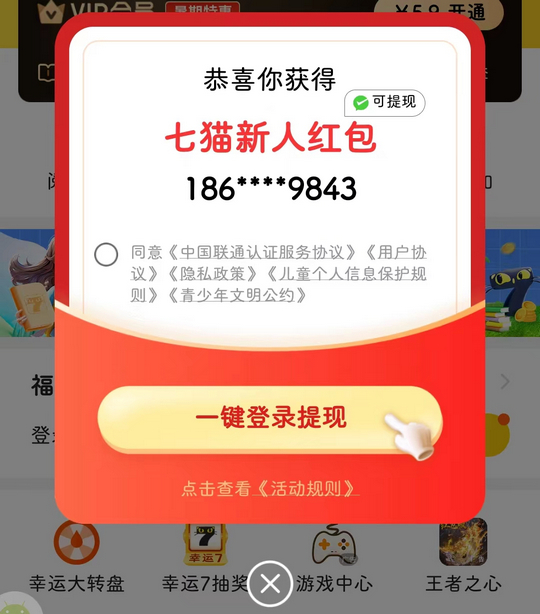 VIP会员 暑期特惠
¥58 开通
恭喜你获得
可提现
七猫新人红包
186****9843
同意《中国联通认证服务协议》《用户协
议》《隐私政策》《儿童个人信息保护规
则》《青少年文明公约》
福
登
一键登录提现
点击查看《活动规则》
7
幸运7
幸运大转盘
幸运7抽奖
游戏中心
王者之心